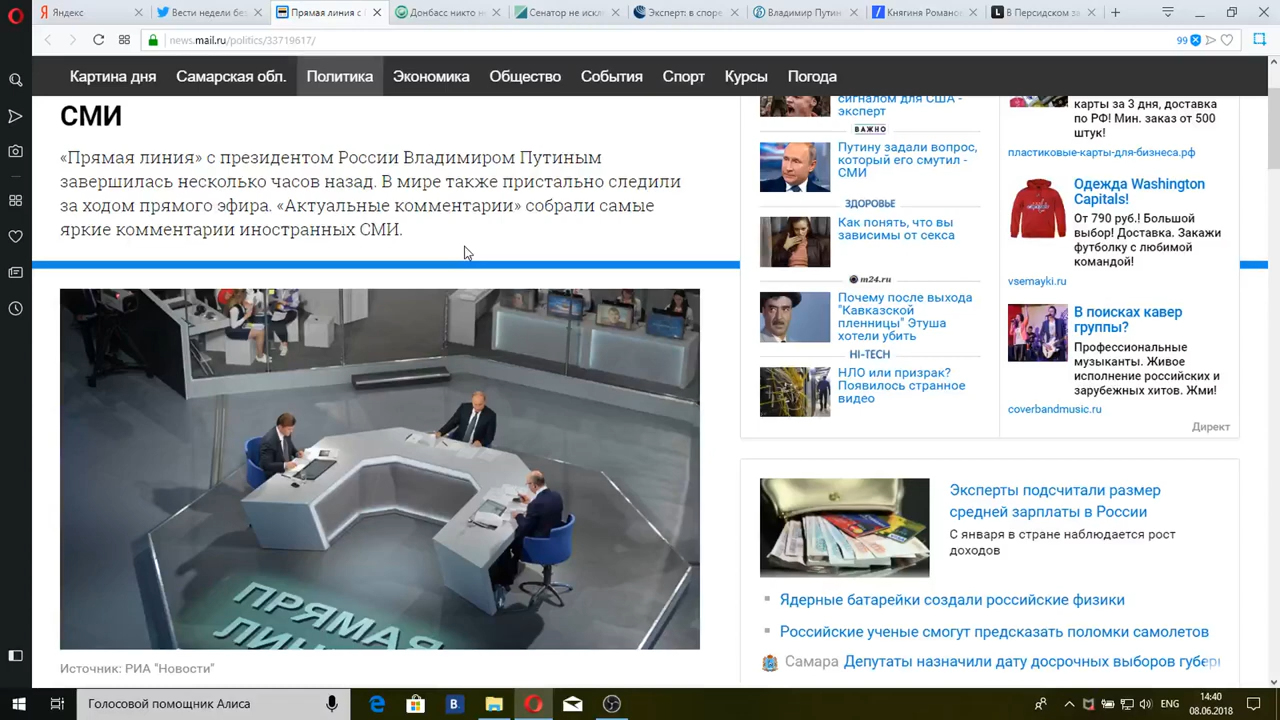 Яндекс
Вести недели без
Прямая линия с
Донбасс никто н
Сенатор не искл
Эксперт: в споре
Владимир Путин
Княгиня Романо
В Персидском за
news.mail.ru/politics/33719617/
99
Картина дня Самарская обл. Политика Экономика Общество События Спорт Курсы Погода
СМИ
«Прямая линия» с президентом России Владимиром Путиным
завершилась несколько часов назад. В мире также пристально следили
за ходом прямого эфира. «Актуальные комментарии» собрали самые
яркие комментарии иностранных СМИ.
ПРЯМАЯ
ЛИН
Источник: РИА "Новости"
сигналом для США -
эксперт
ВАЖНО
Путину задали вопрос,
который его смутил -
СМИ
ЗДОРОВЬЕ
Как понять, что вы
зависимы от секса
m24.ru
Почему после выхода
"Кавказской
пленницы" Этуша
хотели убить
HI-TECH
НЛО или призрак?
Появилось странное
видео
карты за 3 дня, доставка
по РФ! Мин. заказ от 500
штук!
пластиковые-карты-для-бизнеса.рф
Одежда Washington
Capitals!
От 790 руб.! Большой
выбор! Доставка. Закажи
футболку с любимой
командой!
vsemayki.ru
В поисках кавер
группы?
Профессиональные
музыканты. Живое
исполнение российских и
зарубежных хитов. Жми!
coverbandmusic.ru
Директ
Эксперты подсчитали размер
средней зарплаты в России
С января в стране наблюдается рост
доходов
Ядерные батарейки создали российские физики
Российские ученые смогут предсказать поломки самолетов
Самара Депутаты назначили дату досрочных выборов губер
Голосовой помощник Алиса
ENG
14:40
08.06.2018